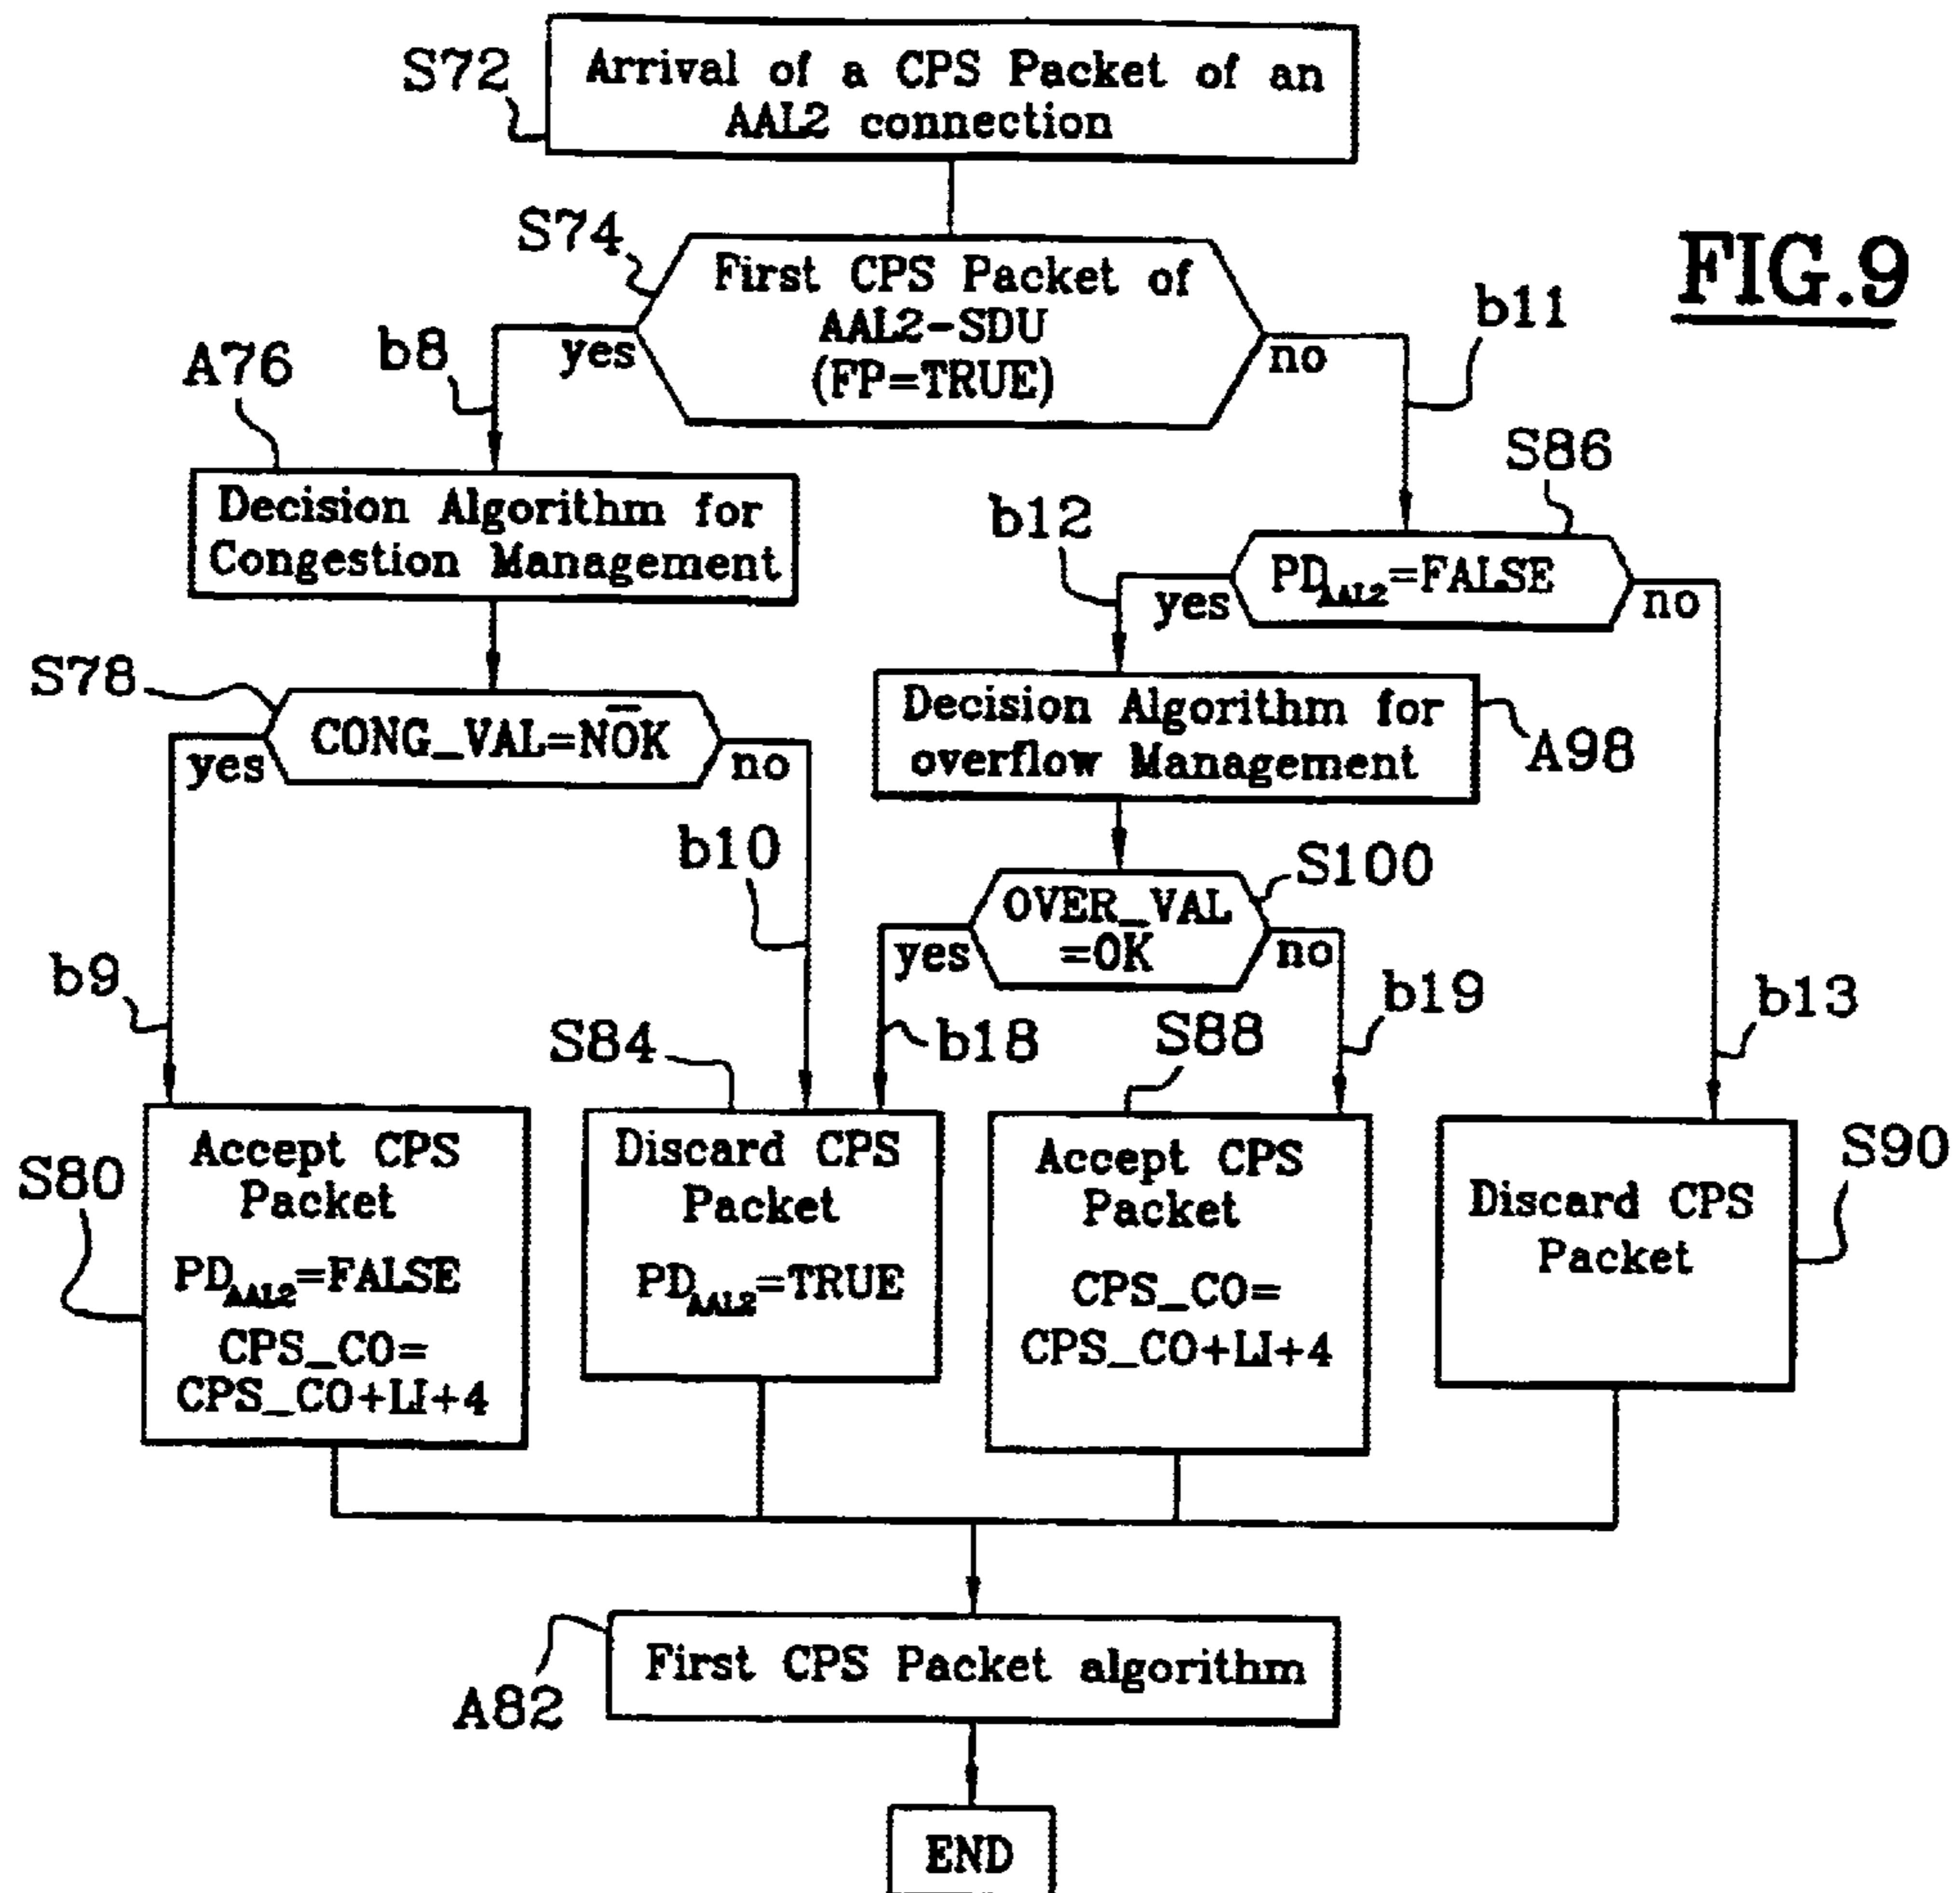 S72
Arrival of a CPS Packet of an
AAL2 connection
S74
First CPS Packet of
AAL2-SDU
(FP=TRUE)
yes
no
FIG.9
b8
b11
A76
Decision Algorithm for
Congestion Management
S86
b12
PDAAL2=FALSE
yes
no
S78
CONG_VAL=NOK
yes
no
Decision Algorithm for
overflow Management
A98
b10
S100
OVER_VAL
=OK
yes
no
b9
b18
b19
b13
S84
S88
S80
Accept CPS
Packet
PDAAL2=FALSE
CPS_CO=
CPS_CO+LI+4
Discard CPS
Packet
PDAAL2=TRUE
Accept CPS
Packet
CPS_CO=
CPS_CO+LI+4
Discard CPS
Packet
S90
First CPS Packet algorithm
A82
END